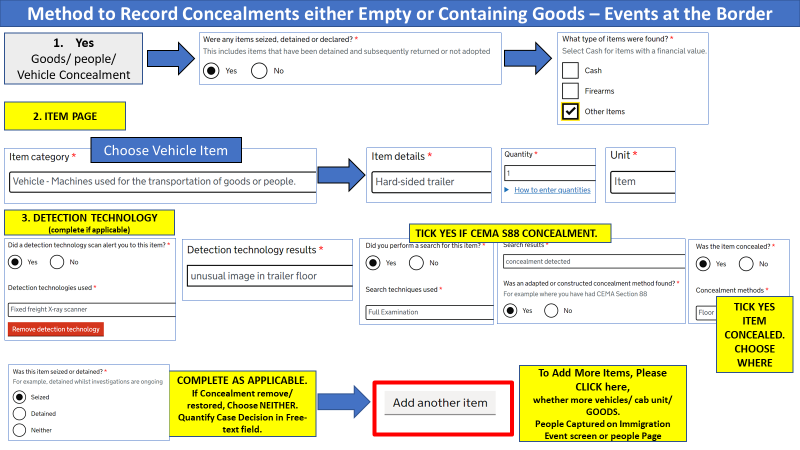 Method to Record Concealments either Empty or Containing Goods – Events at the Border
1. Yes
Goods/ people/
Vehicle Concealment
Were any items seized, detained or declared? *
This includes items that have been detained and subsequently returned or not adopted
Yes
No
What type of items were found? *
Select Cash for items with a financial value.
Cash
Firearms
Other Items
2. ITEM PAGE
Choose Vehicle Item
Item category *
Vehicle - Machines used for the transportation of goods or people.
Item details *
Hard-sided trailer
Quantity *
1
How to enter quantities
Unit *
Item
3. DETECTION TECHNOLOGY
(complete if applicable)
Did a detection technology scan alert you to this item? *
Yes
No
Detection technologies used *
Fixed freight X-ray scanner
Remove detection technology
Detection technology results *
unusual image in trailer floor
TICK YES IF CEMA S88 CONCEALMENT.
Did you perform a search for this item? *
Yes
No
Search techniques used *
Full Examination
Search results *
concealment detected
Was an adapted or constructed concealment method found? *
For example where you have had CEMA Section 88
Yes
No
Was the item concealed? *
Yes
No
Concealment methods *
Floor
TICK YES
ITEM
CONCEALED.
CHOOSE
WHERE
Was this item seized or detained? *
For example, detained whilst investigations are ongoing
Seized
Detained
Neither
COMPLETE AS APPLICABLE.
If Concealment remove/
restored, Choose NEITHER.
Quantify Case Decision in Free-
text field.
Add another item
To Add More Items, Please
CLICK here,
whether more vehicles/ cab unit/
GOODS.
People Captured on Immigration
Event screen or people Page